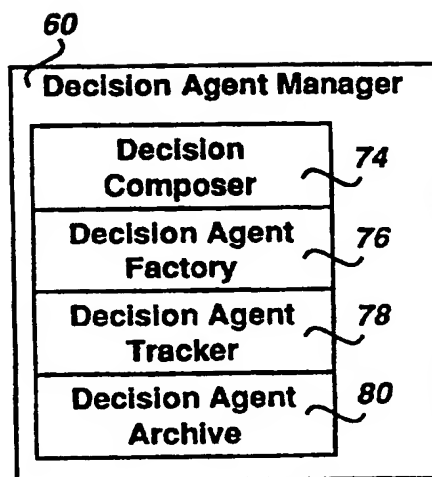 60
Decision Agent Manager
Decision
Composer
74
Decision Agent
Factory
76
Decision Agent
Tracker
78
Decision Agent
Archive
80